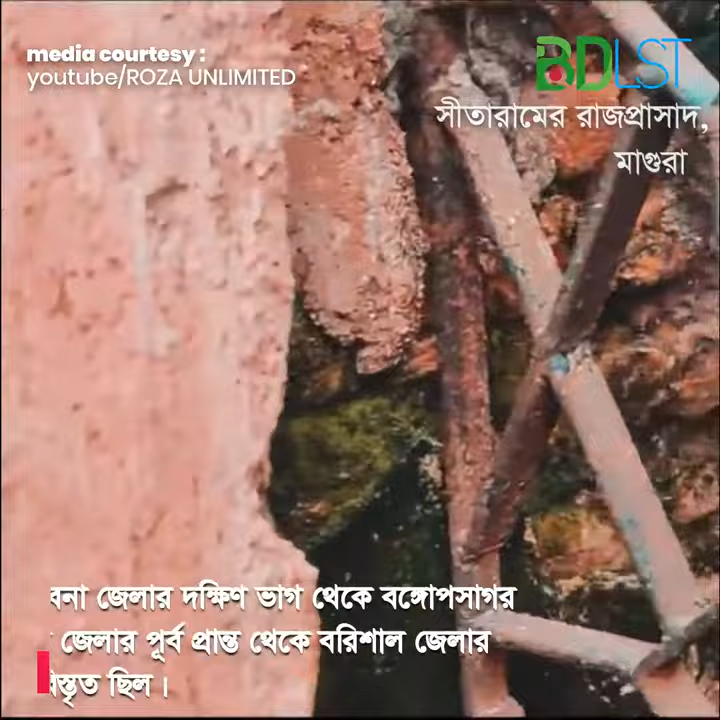 media courtesy :
youtube/ROZA UNLIMITED
BDLST
সীতারামের রাজপ্রাসাদ,
মাগুরা
জেলার দক্ষিণ ভাগ থেকে বঙ্গোপসাগর
জেলার পূর্ব প্রান্ত থেকে বরিশাল জেলার
ছিল।